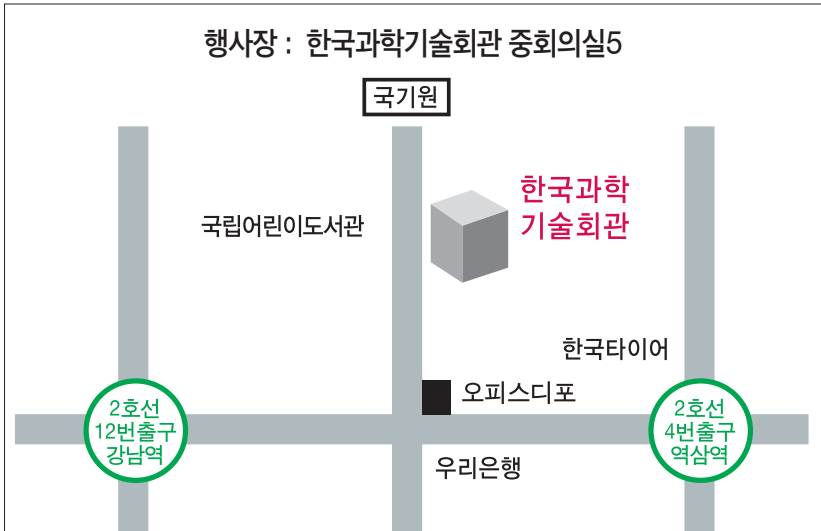 행사장 : 한국과학기술회관 중회의실5
국기원
한국과학
기술회관
국립어린이도서관
한국타이어
오피스디포
2호선
12번출구
강남역
2호선
4번출구
역삼역
우리은행